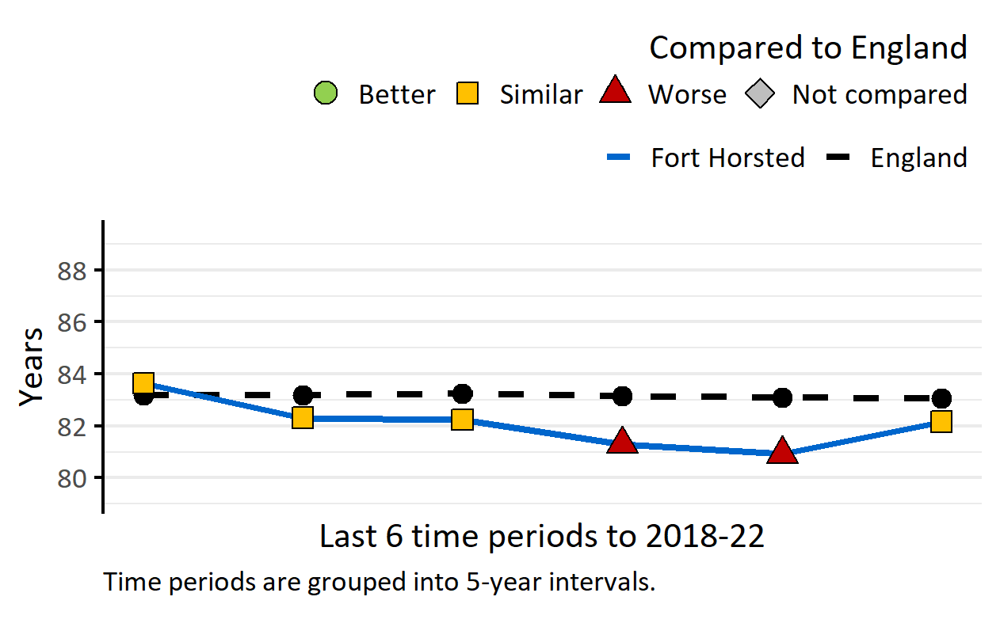 Compared to England
Better Similar Worse Not compared
Fort Horsted England
88
86
84
82
80
Years
Last 6 time periods to 2018-22
Time periods are grouped into 5-year intervals.